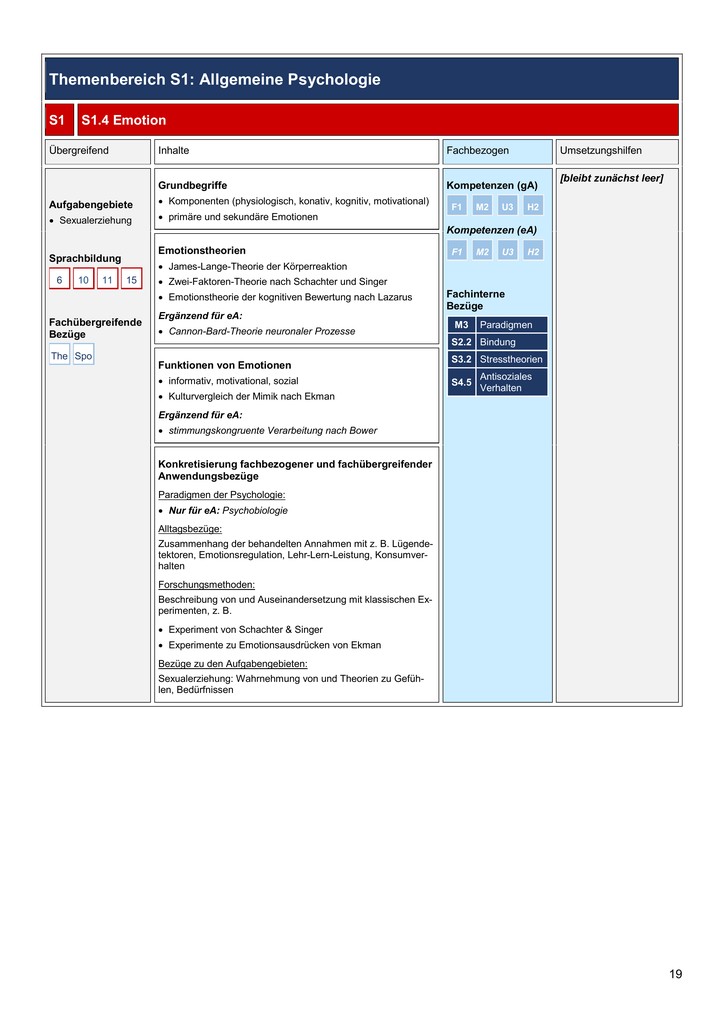 Themenbereich S1: Allgemeine Psychologie
S1 S1.4 Emotion
Übergreifend
Inhalte
Fachbezogen
Umsetzungshilfen
Aufgabengebiete
• Sexualerziehung
Sprachbildung
6 10 11 15
Fachübergreifende
Bezüge
The Spo
Grundbegriffe
• Komponenten (physiologisch, konativ, kognitiv, motivational)
• primäre und sekundäre Emotionen
Emotionstheorien
• James-Lange-Theorie der Körperreaktion
• Zwei-Faktoren-Theorie nach Schachter und Singer
• Emotionstheorie der kognitiven Bewertung nach Lazarus
Ergänzend für eA:
• Cannon-Bard-Theorie neuronaler Prozesse
Funktionen von Emotionen
• informativ, motivational, sozial
• Kulturvergleich der Mimik nach Ekman
Ergänzend für eA:
• stimmungskongruente Verarbeitung nach Bower
Konkretisierung fachbezogener und fachübergreifender
Anwendungsbezüge
Paradigmen der Psychologie:
• Nur für eA: Psychobiologie
Alltagsbezüge:
Zusammenhang der behandelten Annahmen mit z. B. Lügende-
tektoren, Emotionsregulation, Lehr-Lern-Leistung, Konsumver-
halten
Forschungsmethoden:
Beschreibung von und Auseinandersetzung mit klassischen Ex-
perimenten, z. B.
• Experiment von Schachter & Singer
• Experimente zu Emotionsausdrücken von Ekman
Bezüge zu den Aufgabengebieten:
Sexualerziehung: Wahrnehmung von und Theorien zu Gefüh-
len, Bedürfnissen
Kompetenzen (gA)
F1 M2 U3 H2
Kompetenzen (eA)
F1 M2 U3 H2
Fachinterne
Bezüge
M3 Paradigmen
S2.2 Bindung
S3.2 Stresstheorien
S4.5 Antisoziales
Verhalten
[bleibt zunächst leer]
19